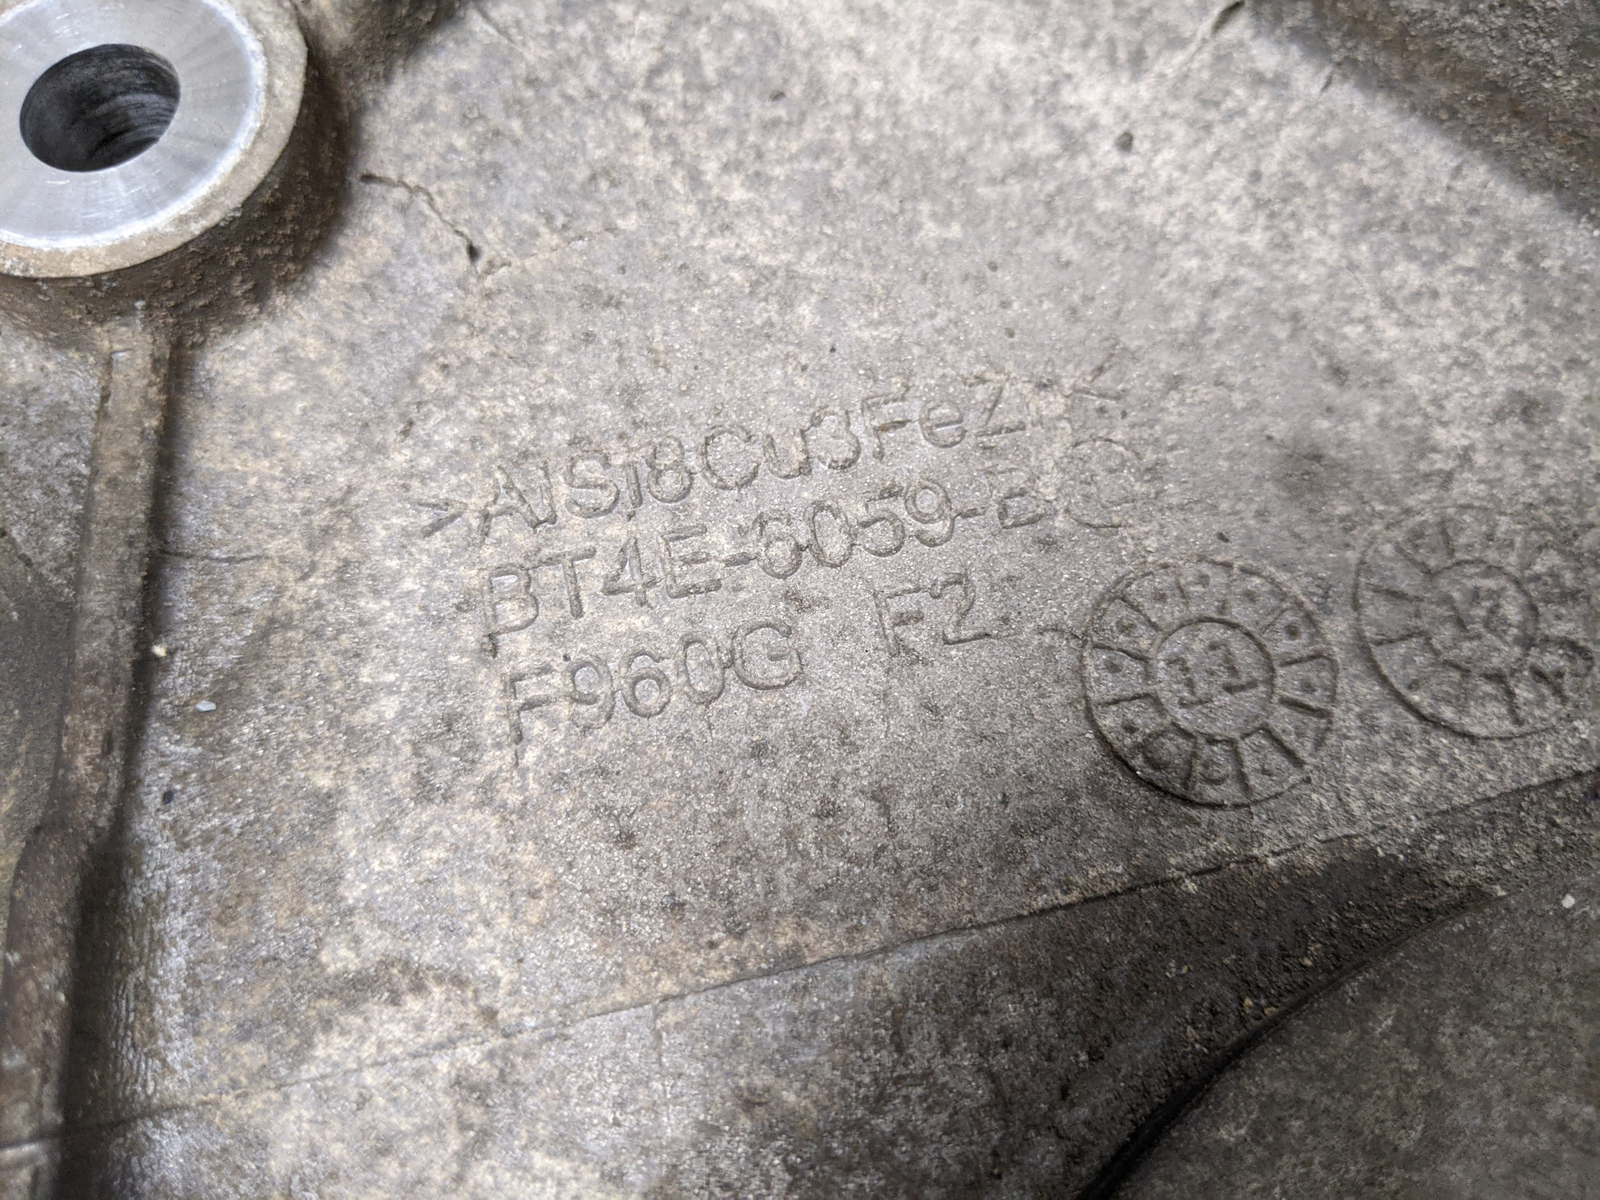 >AlSi8Cu3FeZn<
BT4E-6059-BC
F960G F2
11